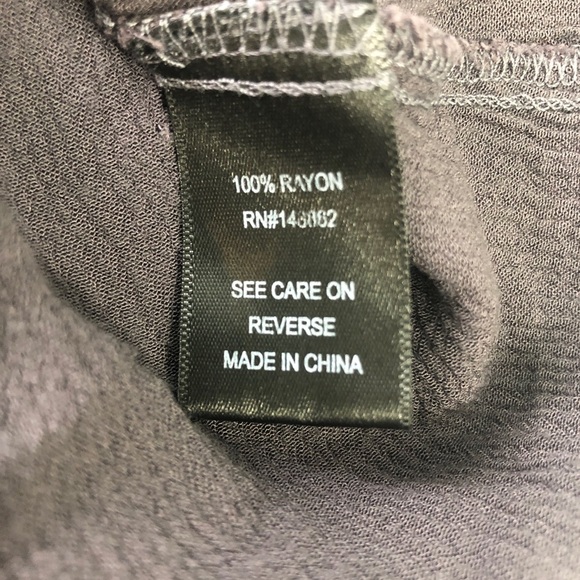 100% RAYON
SEE CARE ON
REVERSE
MADE IN CHINA